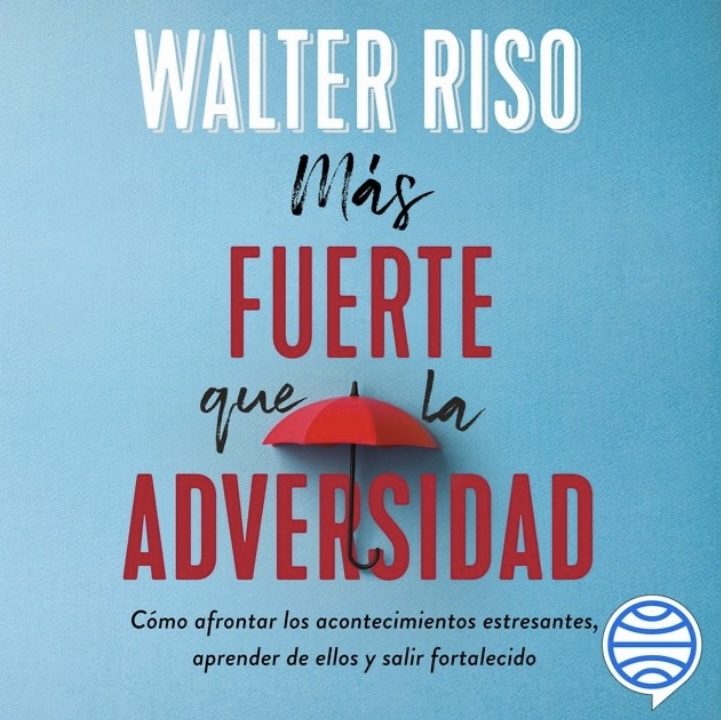 WALTER RISO
Más
FUERTE
que la
ADVERSIDAD
Cómo afrontar los acontecimientos estresantes,
aprender de ellos y salir fortalecido